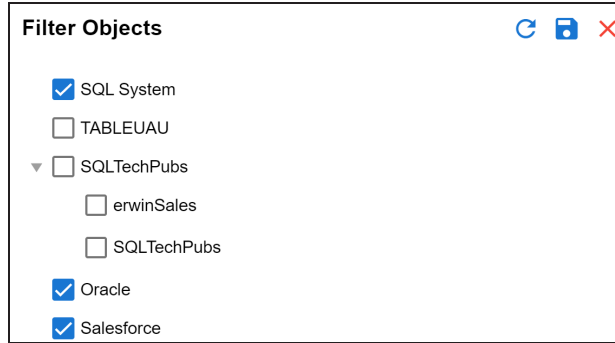 Filter Objects
SQL System
TABLEUAU
SQLTechPubs
erwinSales
SQLTechPubs
Oracle
Salesforce